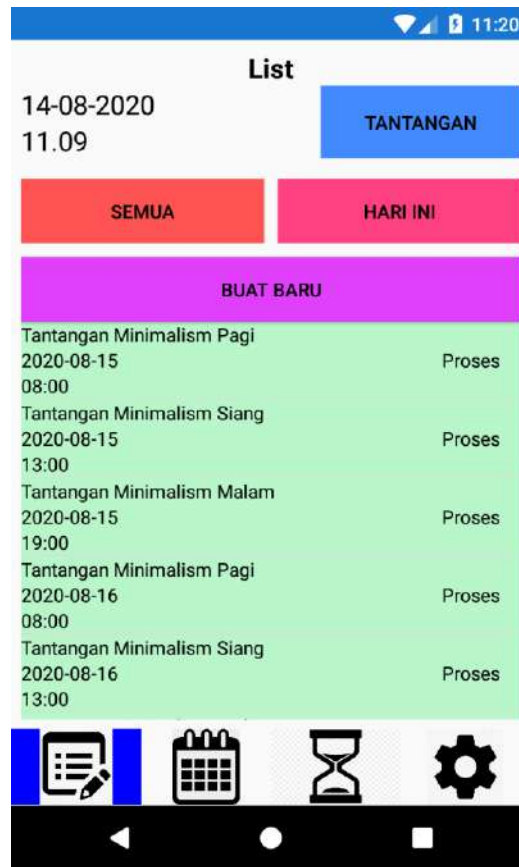 11:20
List
14-08-2020
11.09
TANTANGAN
SEMUA
HARI INI
BUAT BARU
Tantangan Minimalism Pagi
2020-08-15
Proses
08:00
Tantangan Minimalism Siang
2020-08-15
Proses
13:00
Tantangan Minimalism Malam
2020-08-15
Proses
19:00
Tantangan Minimalism Pagi
2020-08-16
Proses
08:00
Tantangan Minimalism Siang
2020-08-16
Proses
13:00